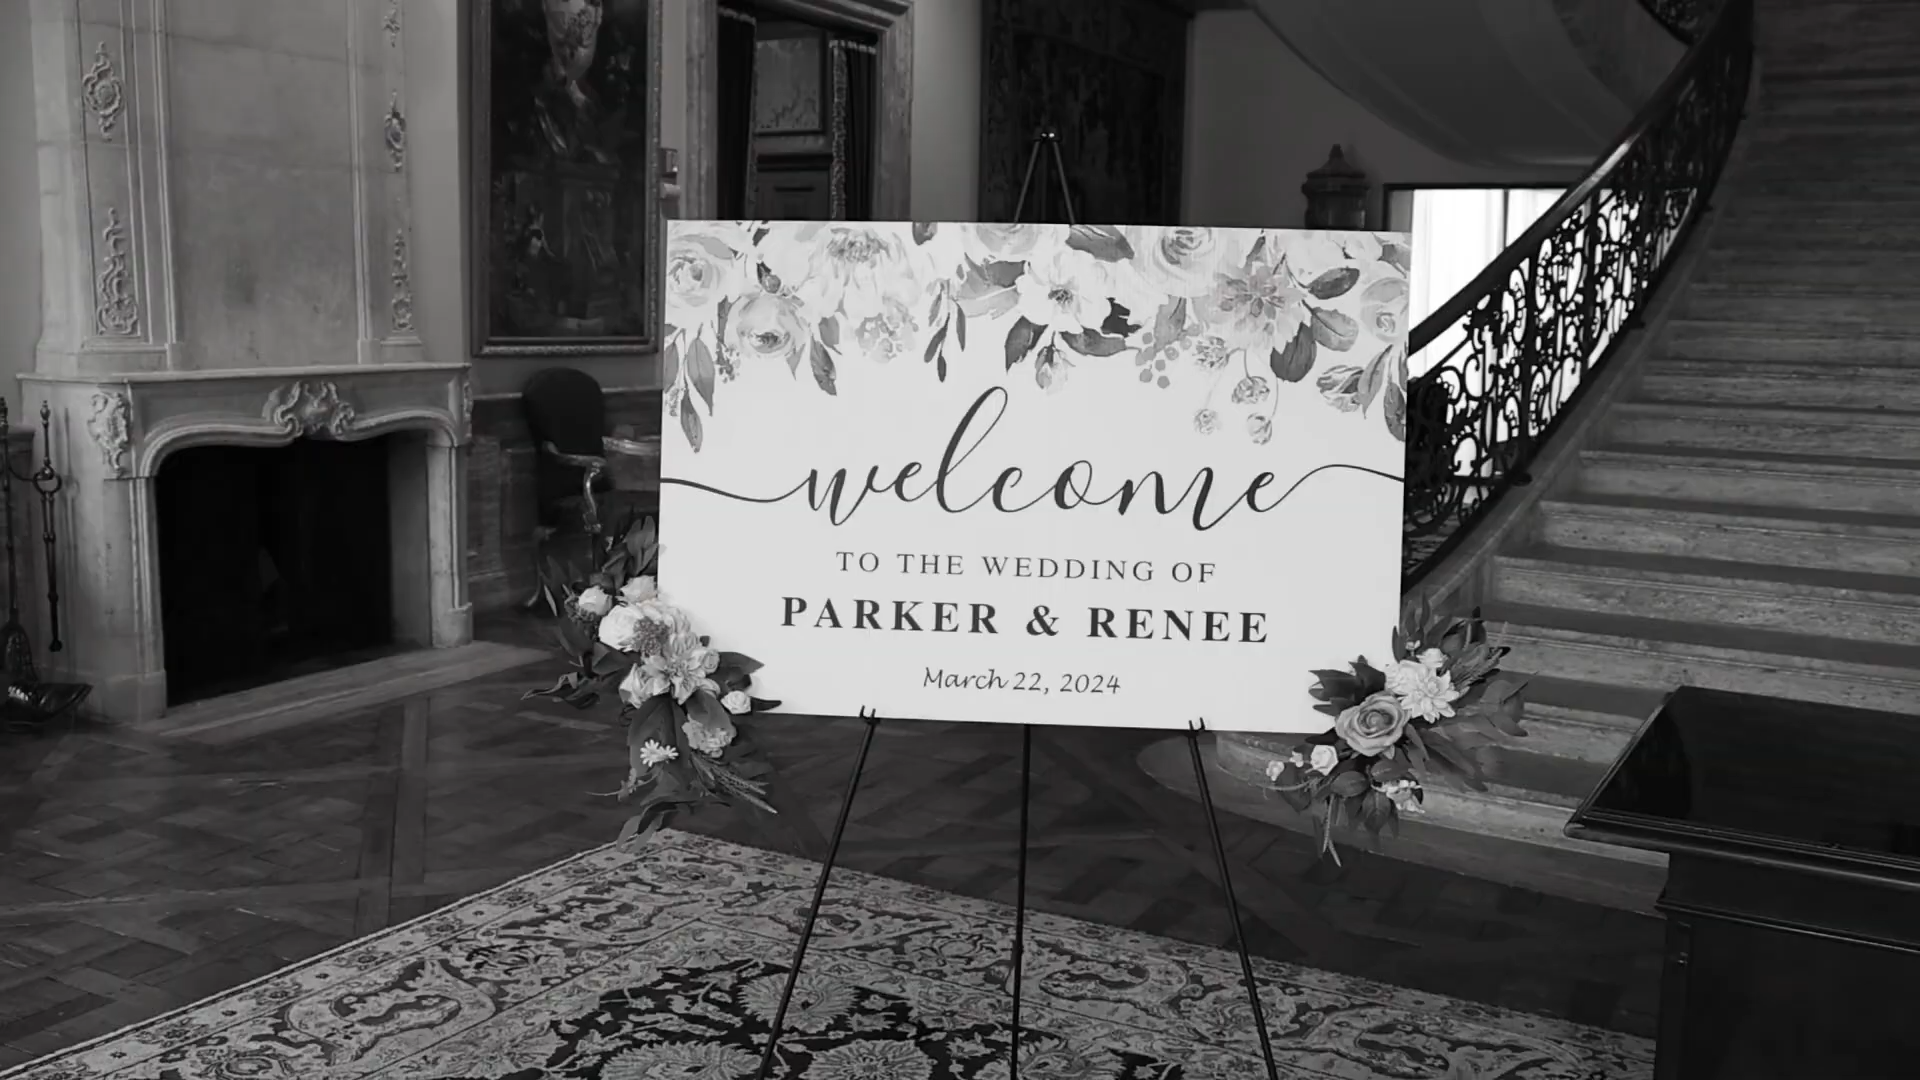 welcome
TO THE WEDDING OF
PARKER & RENEE
March 22, 2024